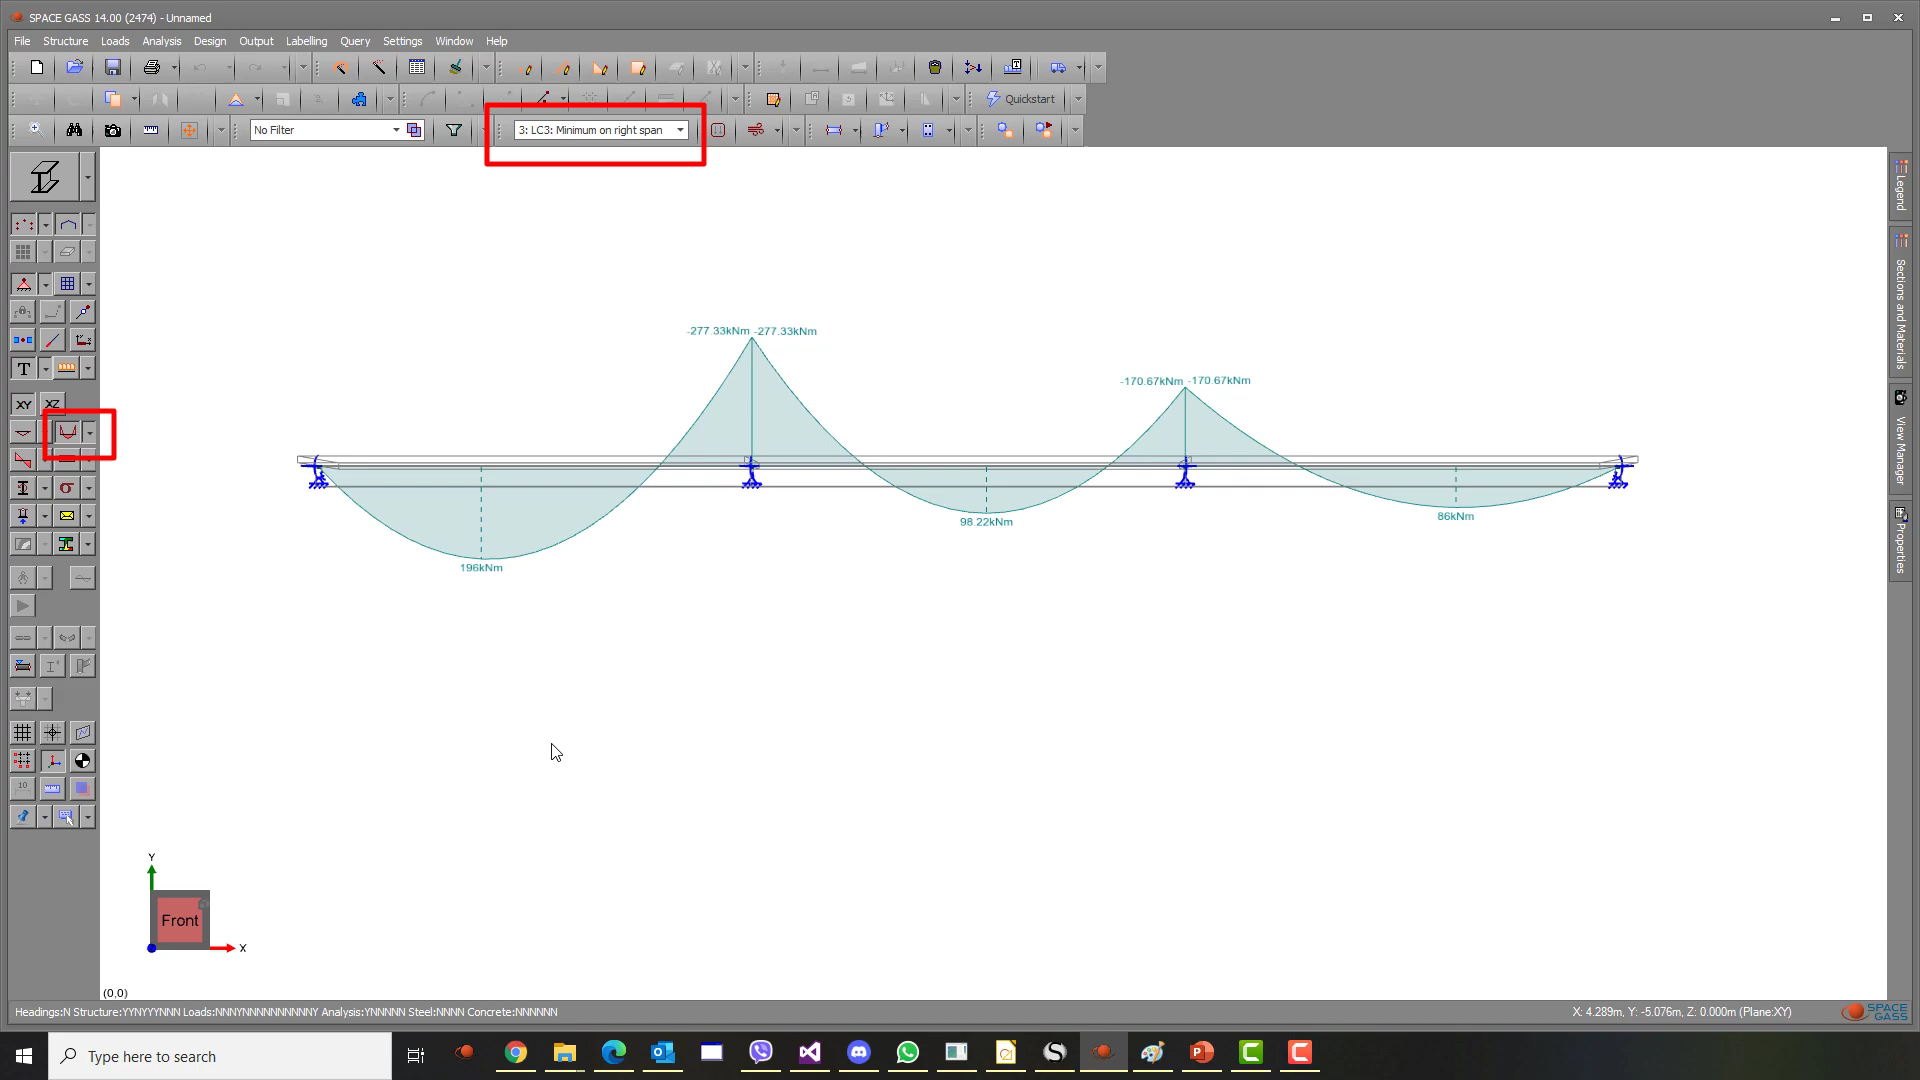 SPACE GASS 14.00 (2474) - Unnamed
File Structure Loads Analysis Design Output Labelling Query Settings Window Help
Quickstart
No Filter
3: LC3: Minimum on right span
Legend
Sections and Materials
View Manager
Properties
T
XY XZ
10
-277.33kNm -277.33kNm
-170.67kNm -170.67kNm
196kNm
98.22kNm
86kNm
Y
Front
X
(0,0)
Headings:N Structure:YYNYYYNNN Loads:NNNYNNNNNNNNNNY Analysis:YNNNNN Steel:NNNN Concrete:NNNNNN
X: 4.289m, Y: -5.076m, Z: 0.000m (Plane:XY)
SPACE
GASS
Type here to search